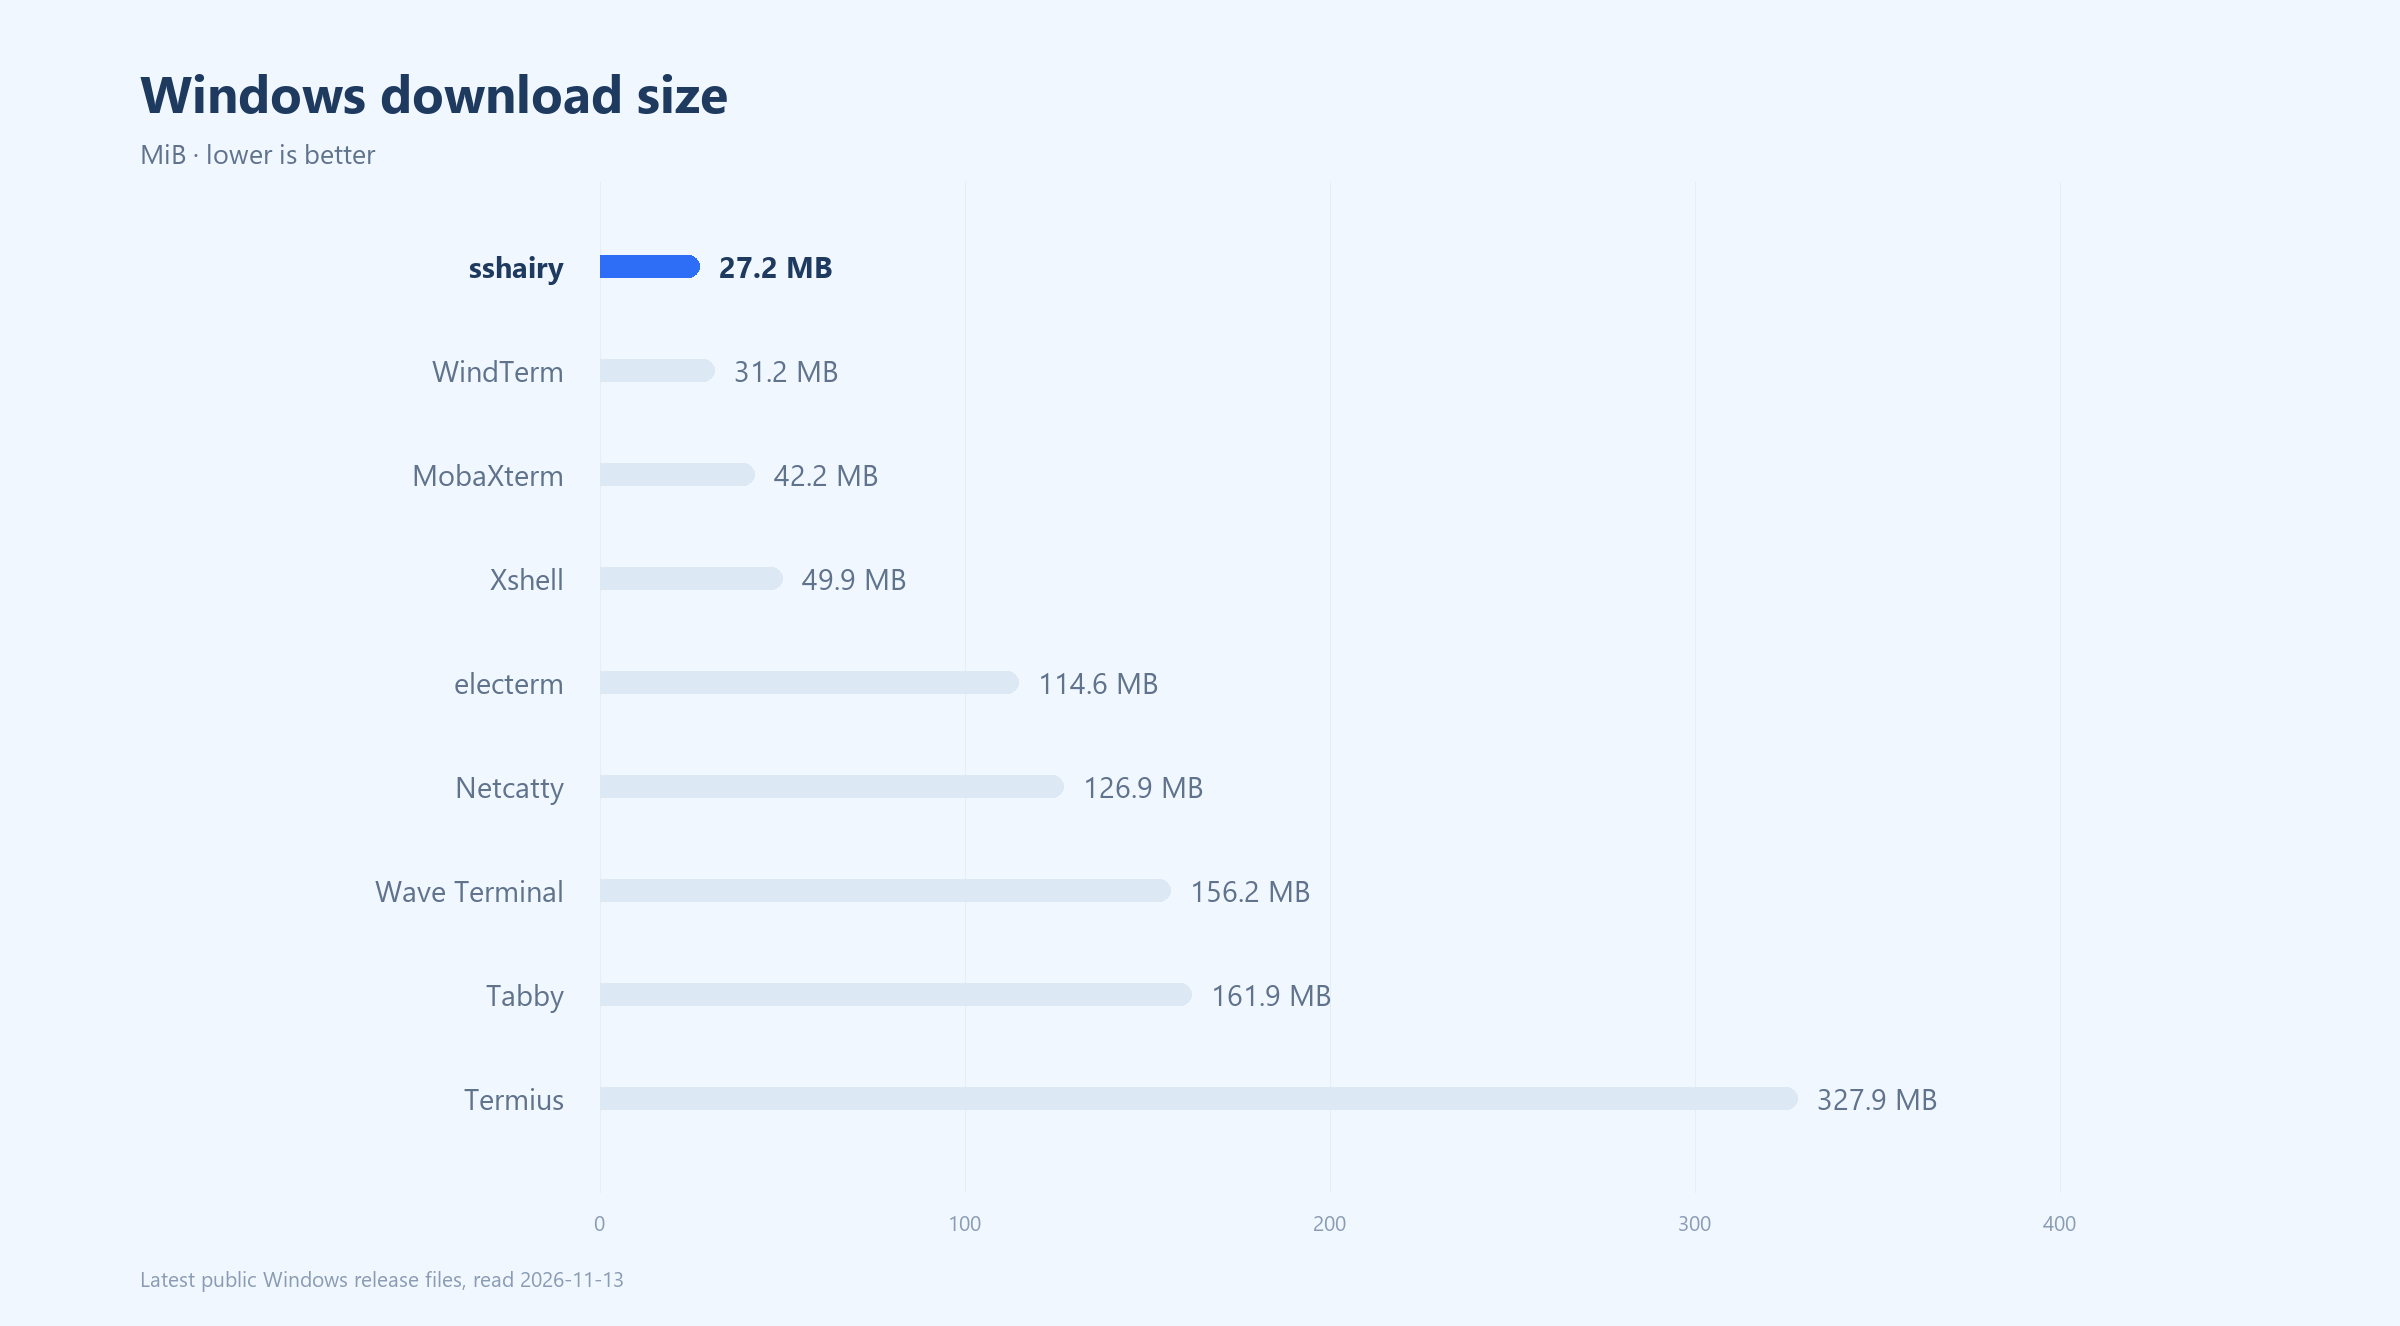 Windows download size
MiB · lower is better
sshairy 27.2 MB
WindTerm 31.2 MB
MobaXterm 42.2 MB
Xshell 49.9 MB
electerm 114.6 MB
Netcatty 126.9 MB
Wave Terminal 156.2 MB
Tabby 161.9 MB
Termius 327.9 MB
0 100 200 300 400
Latest public Windows release files, read 2026-11-13